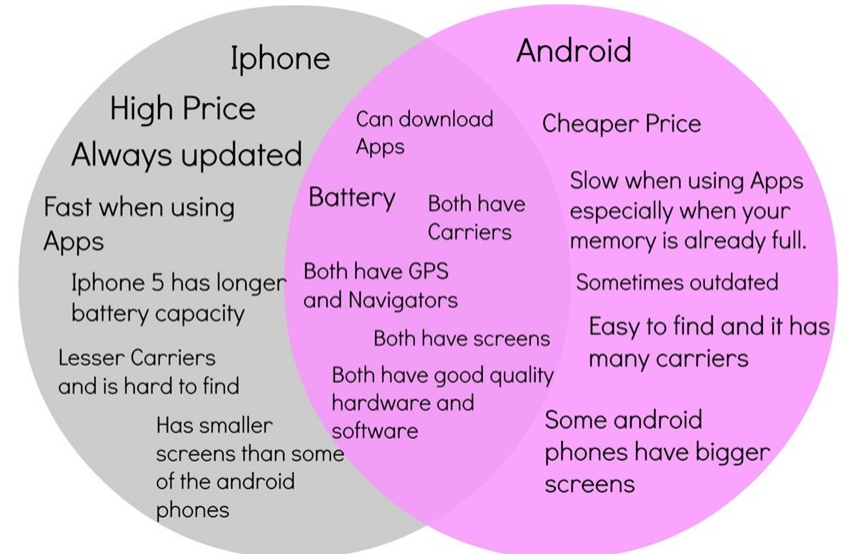 Iphone
High Price
Always updated
Fast when using
Apps
Iphone 5 has longer
battery capacity
Lesser Carriers
and is hard to find
Has smaller
screens than some
of the android
phones
Can download
Apps
Battery
Both have
Carriers
Both have GPS
and Navigators
Both have screens
Both have good quality
hardware and
software
Android
Cheaper Price
Slow when using Apps
especially when your
memory is already full.
Sometimes outdated
Easy to find and it has
many carriers
Some android
phones have bigger
screens